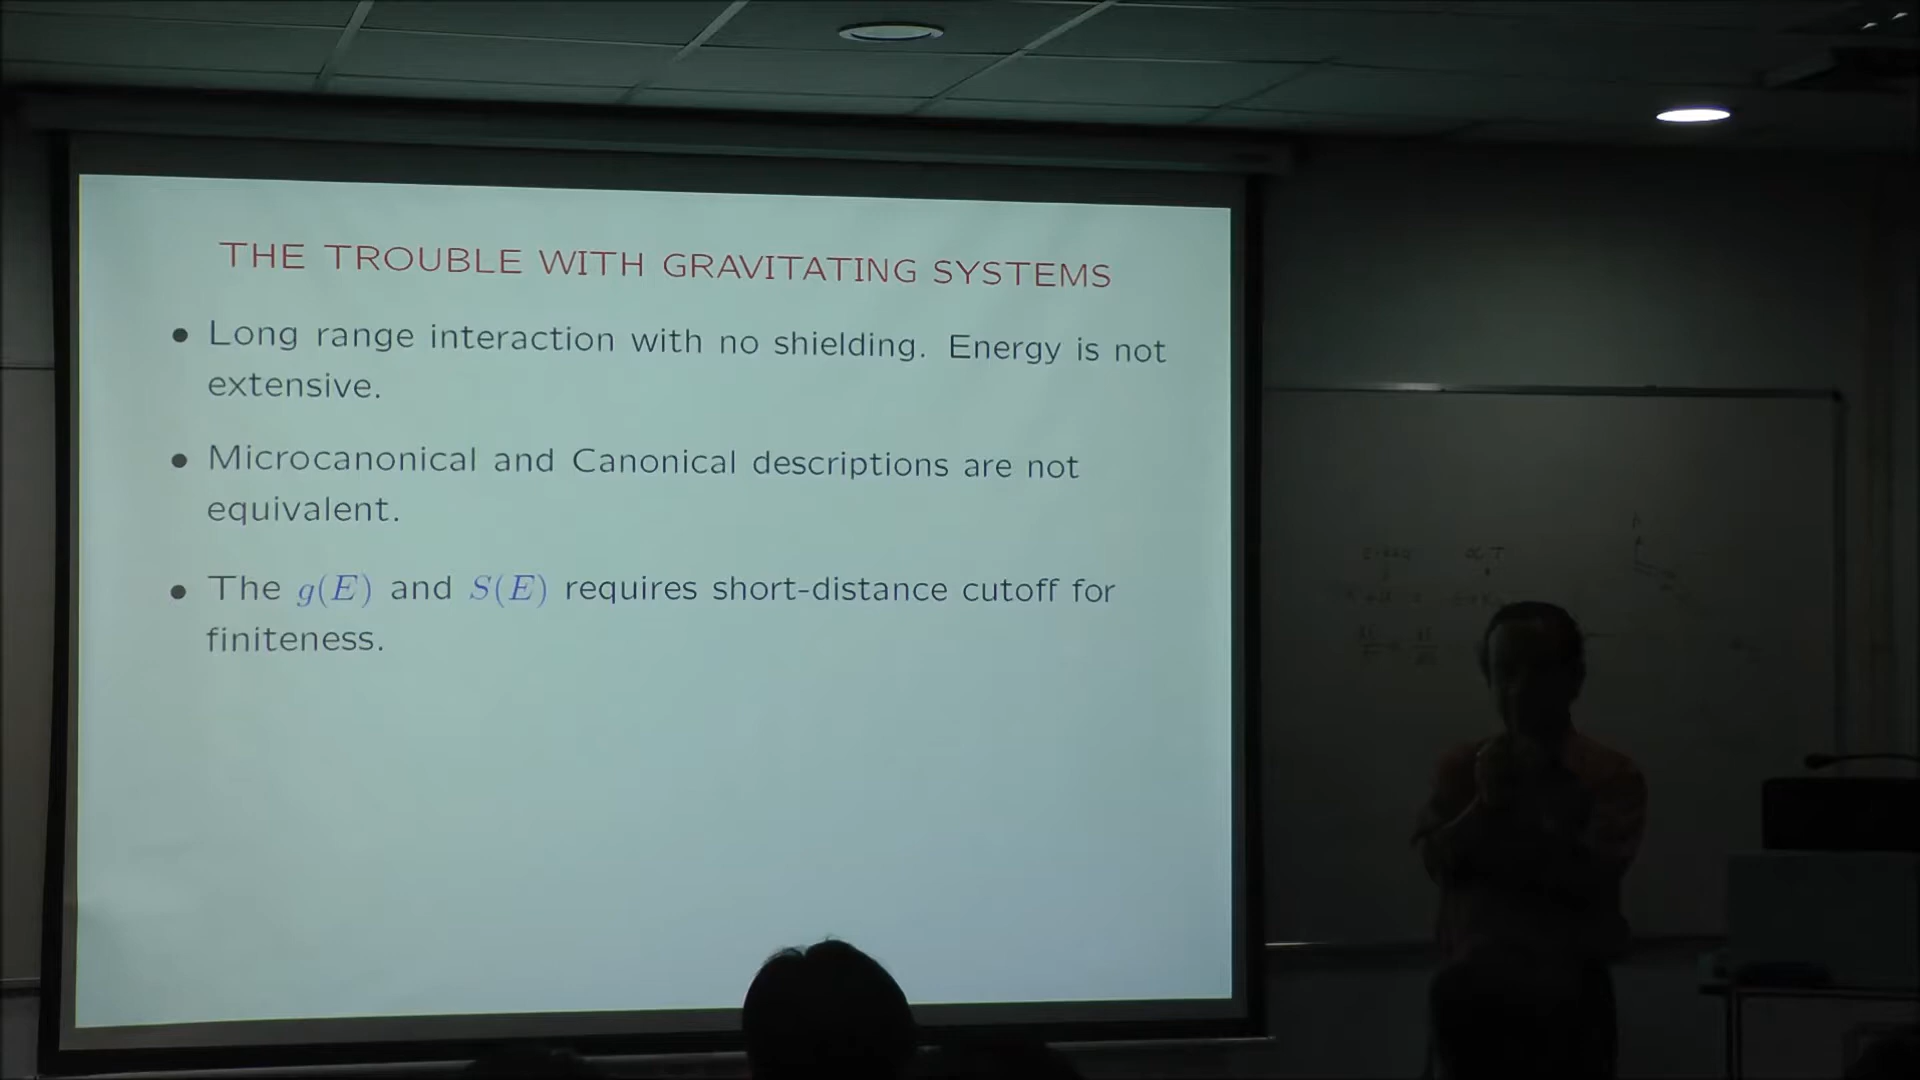 THE TROUBLE WITH GRAVITATING SYSTEMS
• Long range interaction with no shielding. Energy is not
extensive.
• Microcanonical and Canonical descriptions are not
equivalent.
• The g(E) and S(E) requires short-distance cutoff for
finiteness.